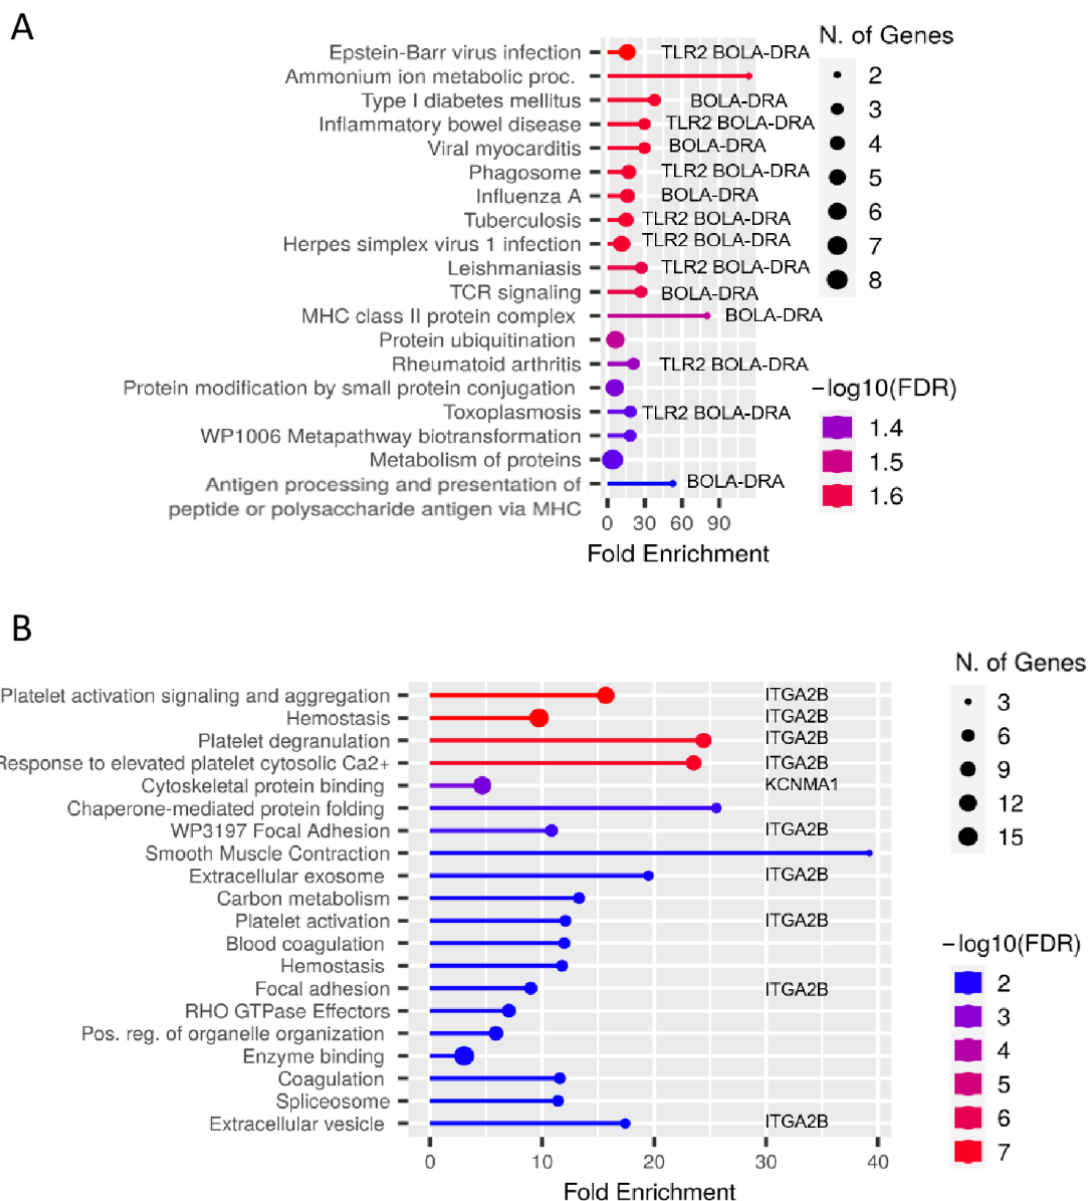 A
Epstein-Barr virus infection TLR2 BOLA-DRA
Ammonium ion metabolic proc.
Type I diabetes mellitus BOLA-DRA
Inflammatory bowel disease TLR2 BOLA-DRA
Viral myocarditis BOLA-DRA
Phagosome TLR2 BOLA-DRA
Influenza A BOLA-DRA
Tuberculosis TLR2 BOLA-DRA
Herpes simplex virus 1 infection TLR2 BOLA-DRA
Leishmaniasis TLR2 BOLA-DRA
TCR signaling BOLA-DRA
MHC class II protein complex BOLA-DRA
Protein ubiquitination
Rheumatoid arthritis TLR2 BOLA-DRA
Protein modification by small protein conjugation
Toxoplasmosis TLR2 BOLA-DRA
WP1006 Metapathway biotransformation
Metabolism of proteins
Antigen processing and presentation of BOLA-DRA
peptide or polysaccharide antigen via MHC
0 30 60 90
Fold Enrichment
N. of Genes
2
3
4
5
6
7
8
−log10(FDR)
1.4
1.5
1.6
B
Platelet activation signaling and aggregation ITGA2B
Hemostasis ITGA2B
Platelet degranulation ITGA2B
Response to elevated platelet cytosolic Ca2+ ITGA2B
Cytoskeletal protein binding KCNMA1
Chaperone-mediated protein folding
WP3197 Focal Adhesion ITGA2B
Smooth Muscle Contraction
Extracellular exosome ITGA2B
Carbon metabolism
Platelet activation ITGA2B
Blood coagulation
Hemostasis
Focal adhesion ITGA2B
RHO GTPase Effectors
Pos. reg. of organelle organization
Enzyme binding
Coagulation
Spliceosome
Extracellular vesicle ITGA2B
0 10 20 30 40
Fold Enrichment
N. of Genes
3
6
9
12
15
−log10(FDR)
2
3
4
5
6
7